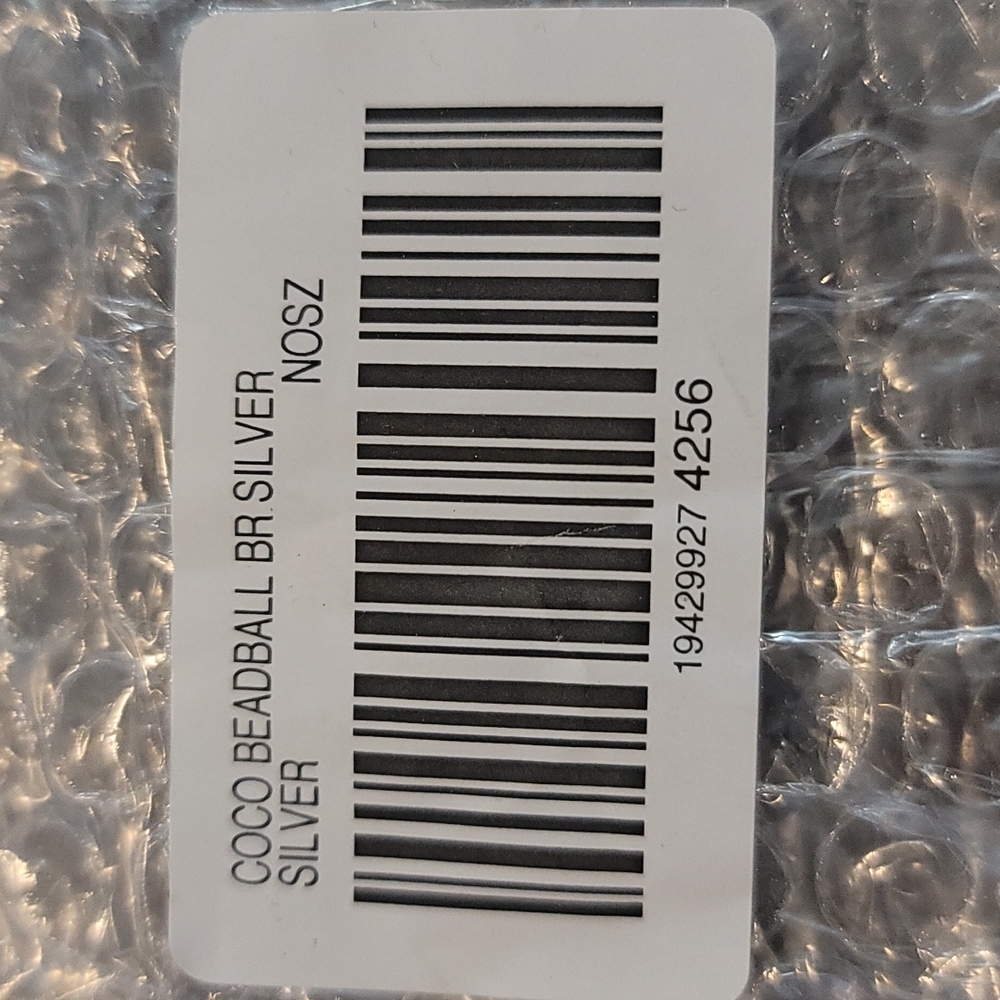 COCO BEADBALL BR.SILVER
SILVER NOSZ
19429927 4256